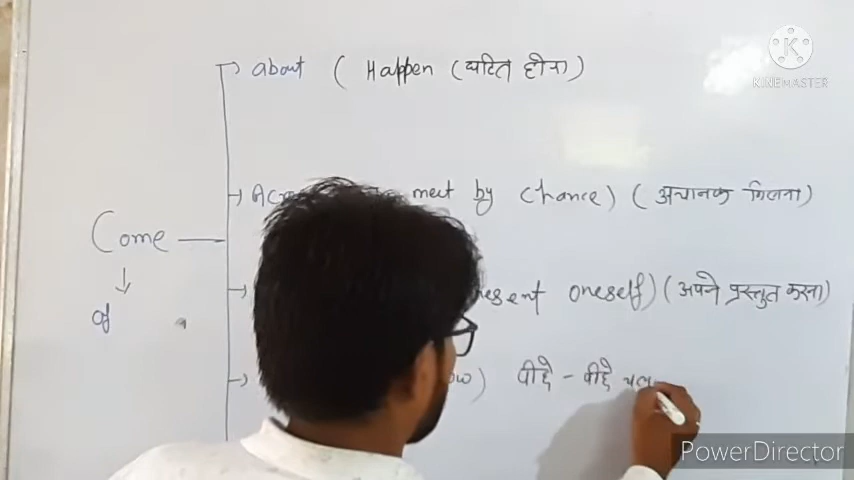 about ( Happen (घटित होना)
meet by chance) ( अचानक मिलना)
Come
oneself) (अपने प्रस्तुत करना)
of
पीछे - पीछे
KINEMASTER
PowerDirector